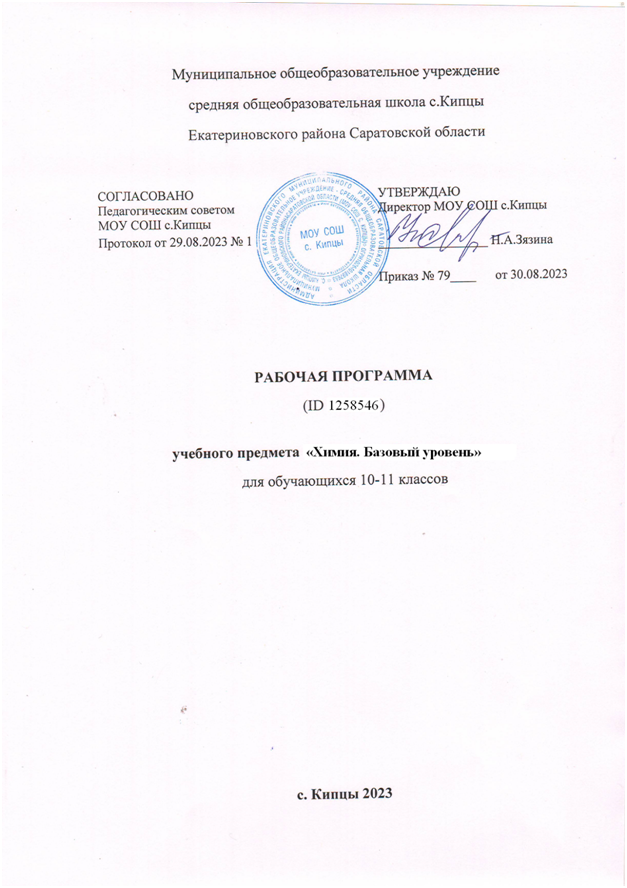 Муниципальное общеобразовательное учреждение
средняя общеобразовательная школа с.Кипцы
Екатериновского района Саратовской области
СОГЛАСОВАНО
Педагогическим советом
МОУ СОШ с.Кипцы
Протокол от 29.08.2023 № 1
МОУ СОШ
с. Кипцы
УТВЕРЖДАЮ
Директор МОУ СОШ с.Кипцы
Н.А.Зязина
Приказ № 79____ от 30.08.2023
РАБОЧАЯ ПРОГРАММА
(ID 1258546)
учебного предмета «Химия. Базовый уровень»
для обучающихся 10-11 классов
с. Кипцы 2023